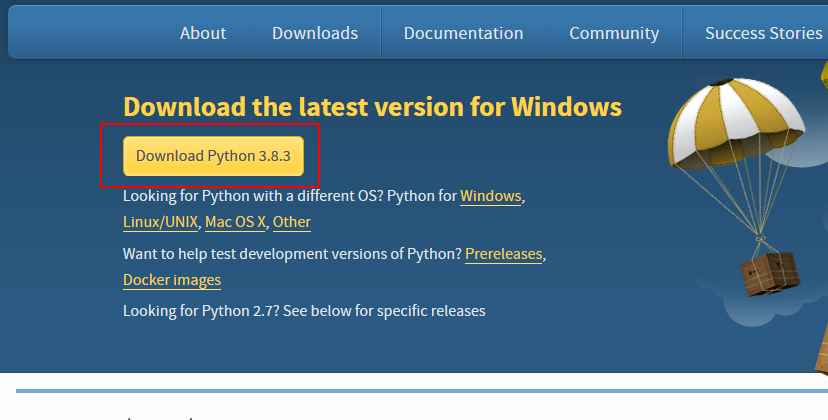 About Downloads Documentation Community Success Stories
Download the latest version for Windows
Download Python 3.8.3
Looking for Python with a different OS? Python for Windows,
Linux/UNIX, Mac OS X, Other
Want to help test development versions of Python? Prereleases,
Docker images
Looking for Python 2.7? See below for specific releases